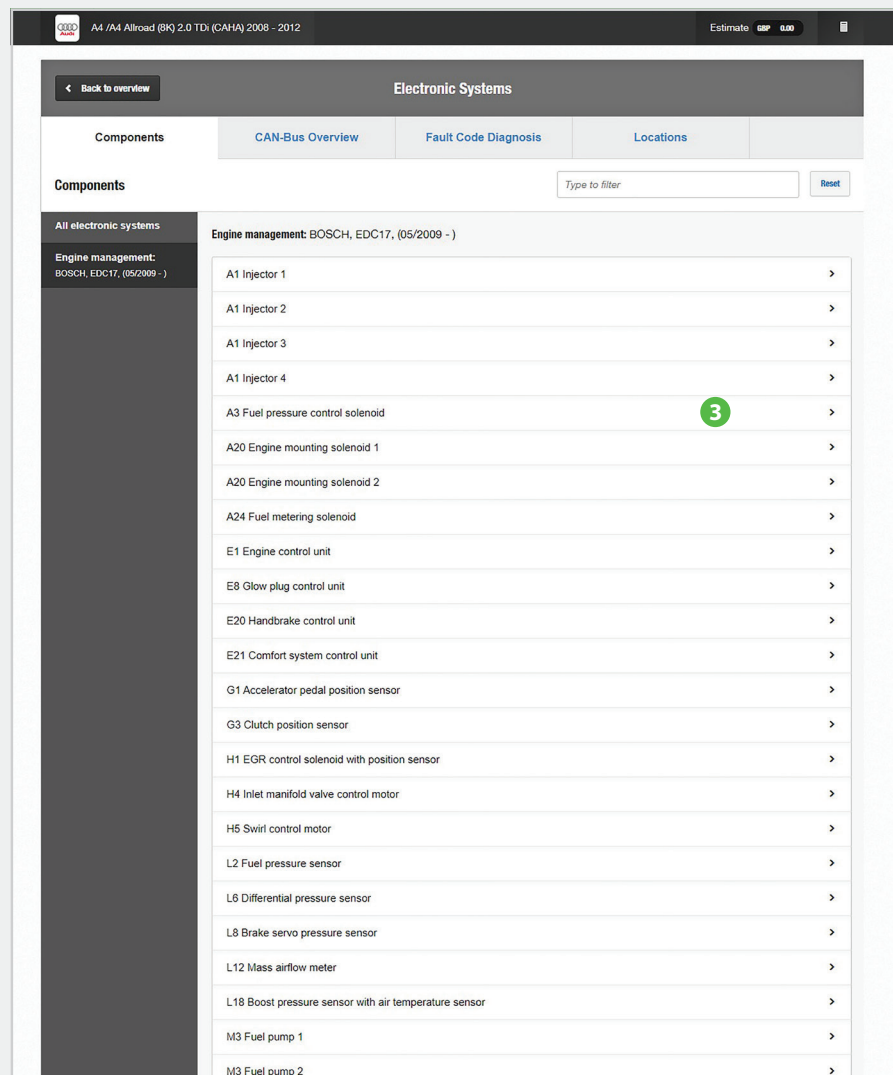 Audi
A4 /A4 Allroad (8K) 2.0 TDi (CAHA) 2008 - 2012
Estimate GBP 0.00
Back to overview
Electronic Systems
Components
CAN-Bus Overview
Fault Code Diagnosis
Locations
Components
Type to filter
Reset
All electronic systems
Engine management:
BOSCH, EDC17, (05/2009 - )
Engine management: BOSCH, EDC17, (05/2009 - )
A1 Injector 1
A1 Injector 2
A1 Injector 3
A1 Injector 4
A3 Fuel pressure control solenoid
3
A20 Engine mounting solenoid 1
A20 Engine mounting solenoid 2
A24 Fuel metering solenoid
E1 Engine control unit
E8 Glow plug control unit
E20 Handbrake control unit
E21 Comfort system control unit
G1 Accelerator pedal position sensor
G3 Clutch position sensor
H1 EGR control solenoid with position sensor
H4 Inlet manifold valve control motor
H5 Swirl control motor
L2 Fuel pressure sensor
L6 Differential pressure sensor
L8 Brake servo pressure sensor
L12 Mass airflow meter
L18 Boost pressure sensor with air temperature sensor
M3 Fuel pump 1
M3 Fuel pump 2